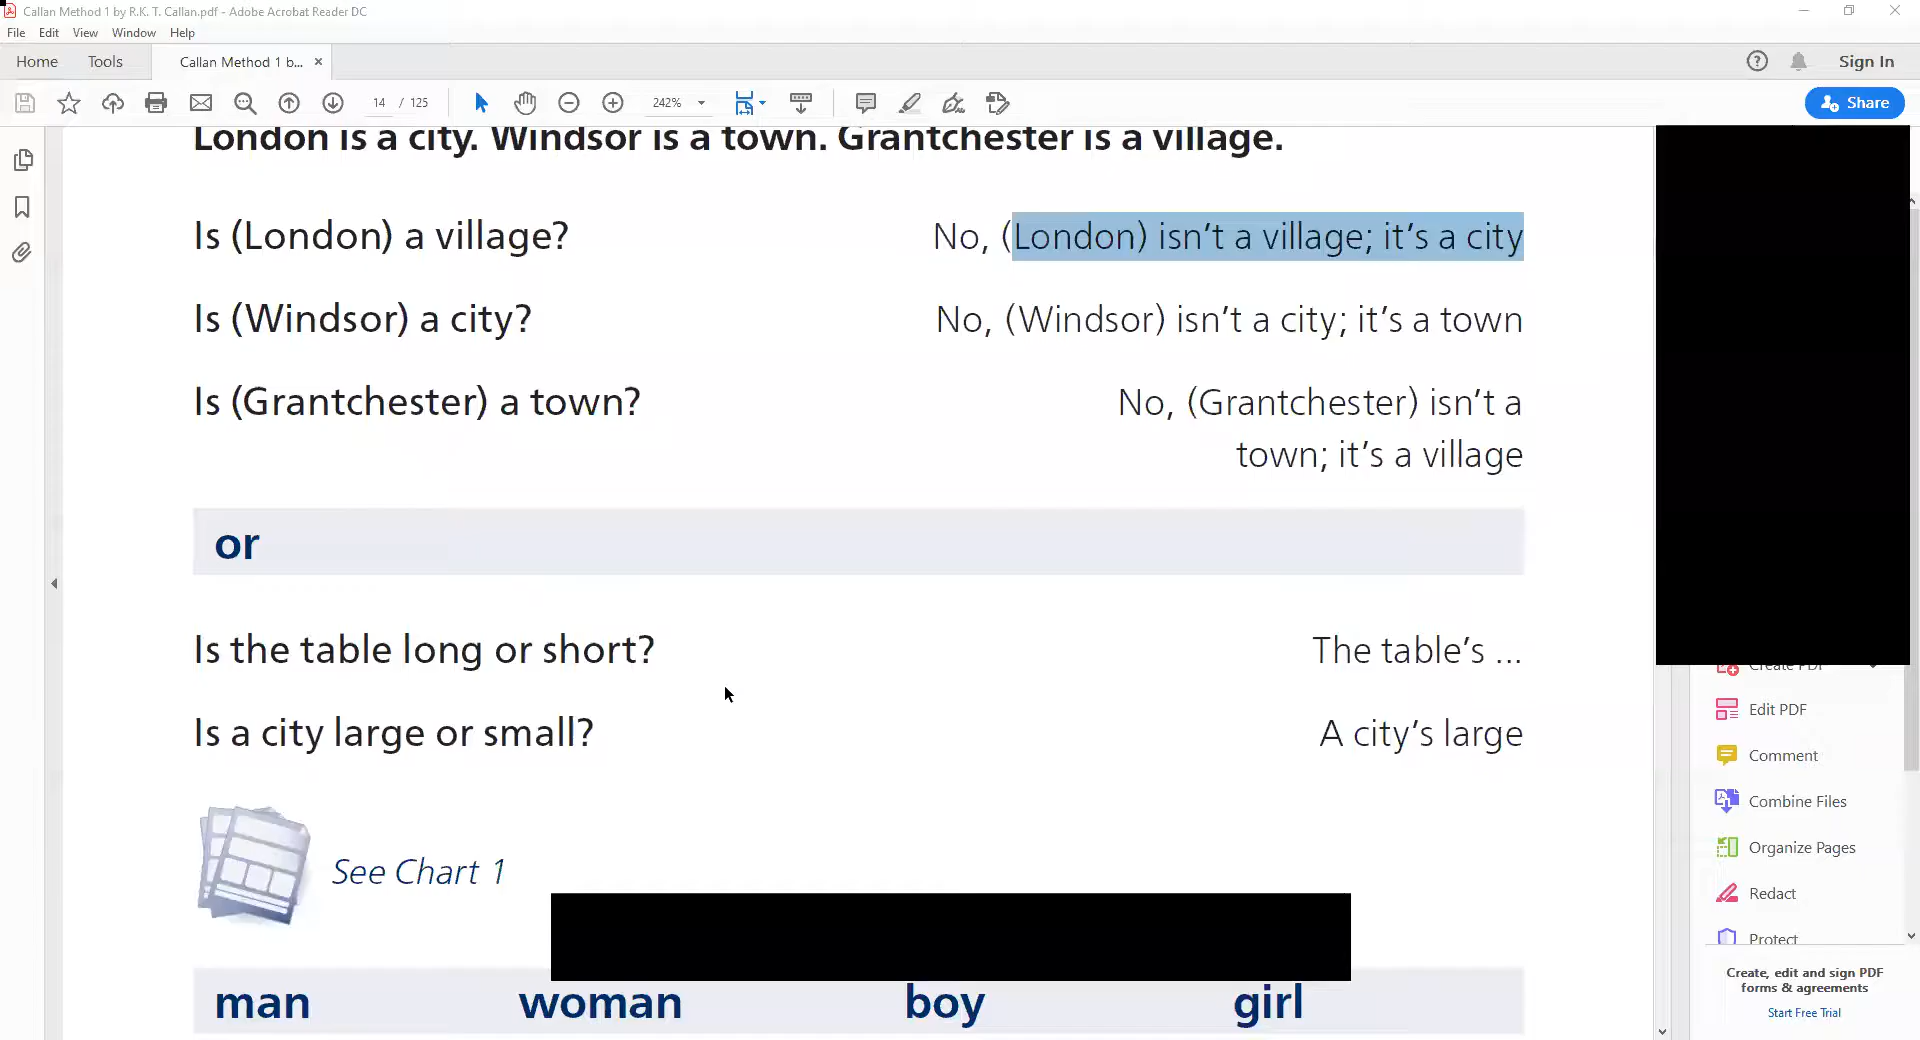 Callan Method 1 by R.K. T. Callan.pdf - Adobe Acrobat Reader DC
File Edit View Window Help
Home Tools Callan Method 1 b... × Sign In
14 / 125 242% Share
London is a city. Windsor is a town. Grantchester is a village.
Is (London) a village? No, (London) isn't a village; it's a city
Is (Windsor) a city? No, (Windsor) isn't a city; it's a town
Is (Grantchester) a town? No, (Grantchester) isn't a
town; it's a village
or
Is the table long or short? The table's ...
Is a city large or small? A city's large
See Chart 1
man woman boy girl
Create PDF
Edit PDF
Comment
Combine Files
Organize Pages
Redact
Protect
Create, edit and sign PDF
forms & agreements
Start Free Trial